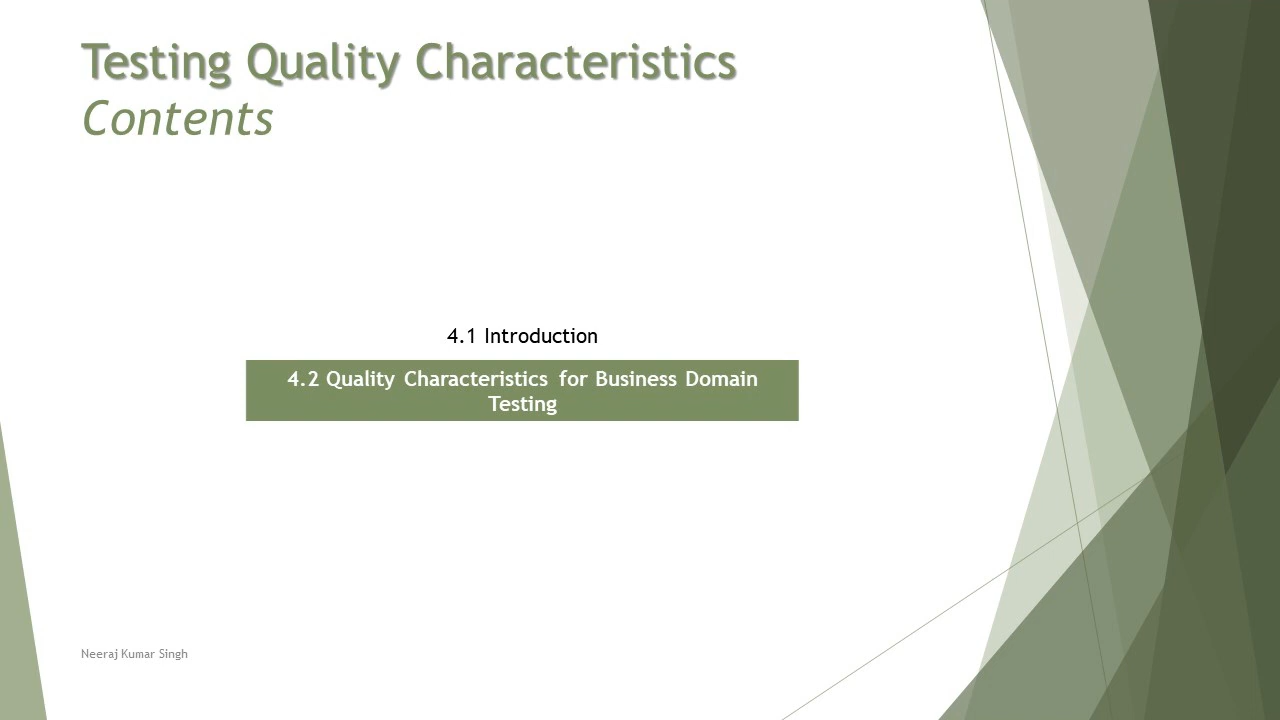 Testing Quality Characteristics
Contents
4.1 Introduction
4.2 Quality Characteristics for Business Domain
Testing
Neeraj Kumar Singh